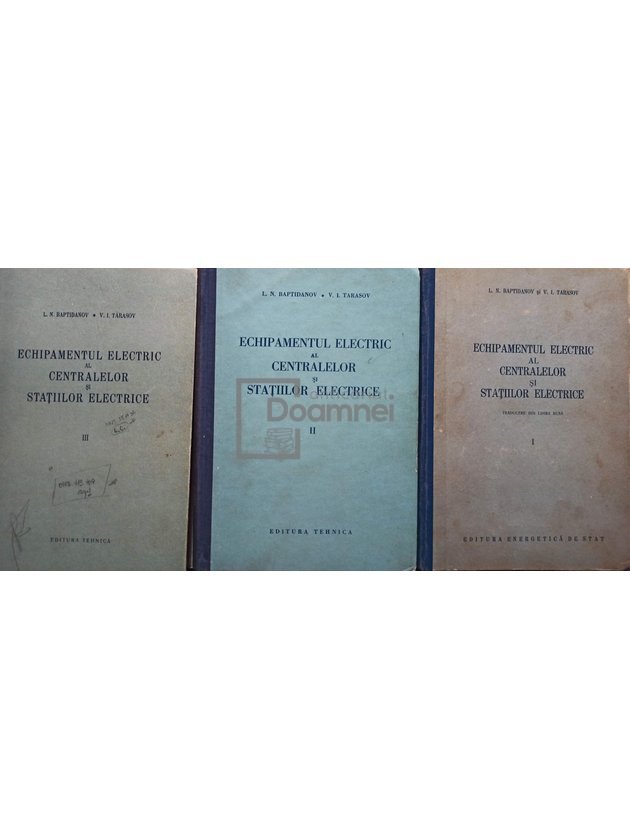 L. N. BAPTIDANOV • V. I. TARASOV
ECHIPAMENTUL ELECTRIC
AL
CENTRALELOR
ȘI
STAȚIILOR ELECTRICE
III
EDITURA TEHNICA
L. N. BAPTIDANOV • V. I. TARASOV
ECHIPAMENTUL ELECTRIC
AL
CENTRALELOR
ȘI
STAȚIILOR ELECTRICE
II
EDITURA TEHNICA
Doamnei
L. N. BAPTIDANOV și V. I. TARASOV
ECHIPAMENTUL ELECTRIC
AL
CENTRALELOR
ȘI
STAȚIILOR ELECTRICE
TRADUCERE DIN LIMBA RUSĂ
I
EDITURA ENERGETICĂ DE STAT